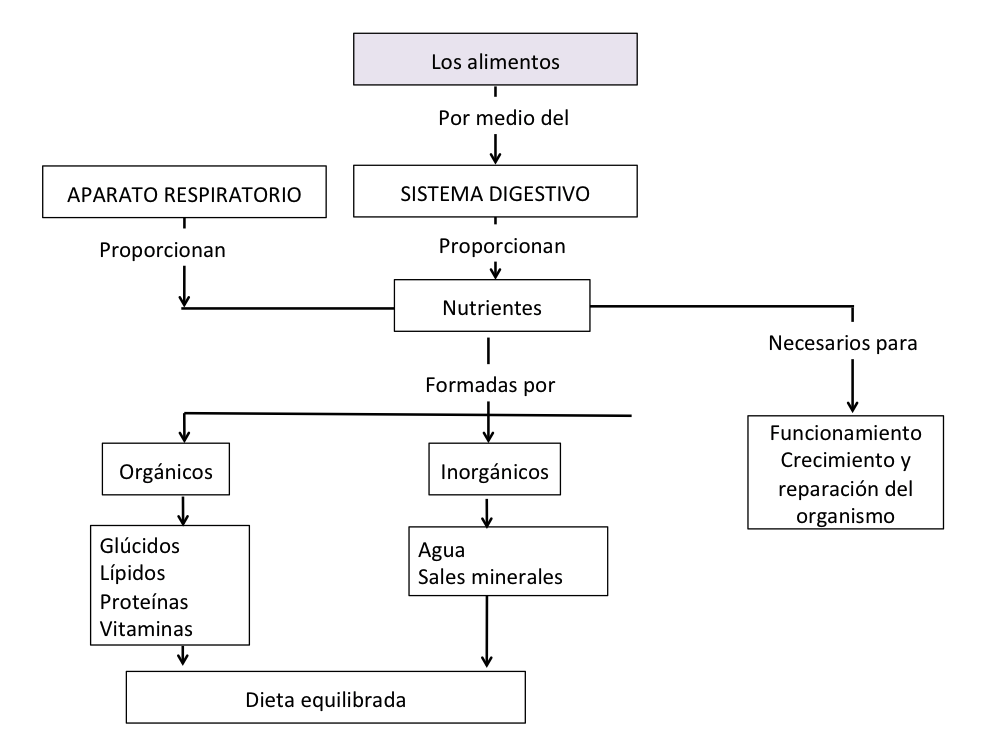 Los alimentos
Por medio del
APARATO RESPIRATORIO
SISTEMA DIGESTIVO
Proporcionan
Proporcionan
Nutrientes
Necesarios para
Formadas por
Funcionamiento
Crecimiento y
reparación del
organismo
Orgánicos
Inorgánicos
Glúcidos
Lípidos
Proteínas
Vitaminas
Agua
Sales minerales
Dieta equilibrada